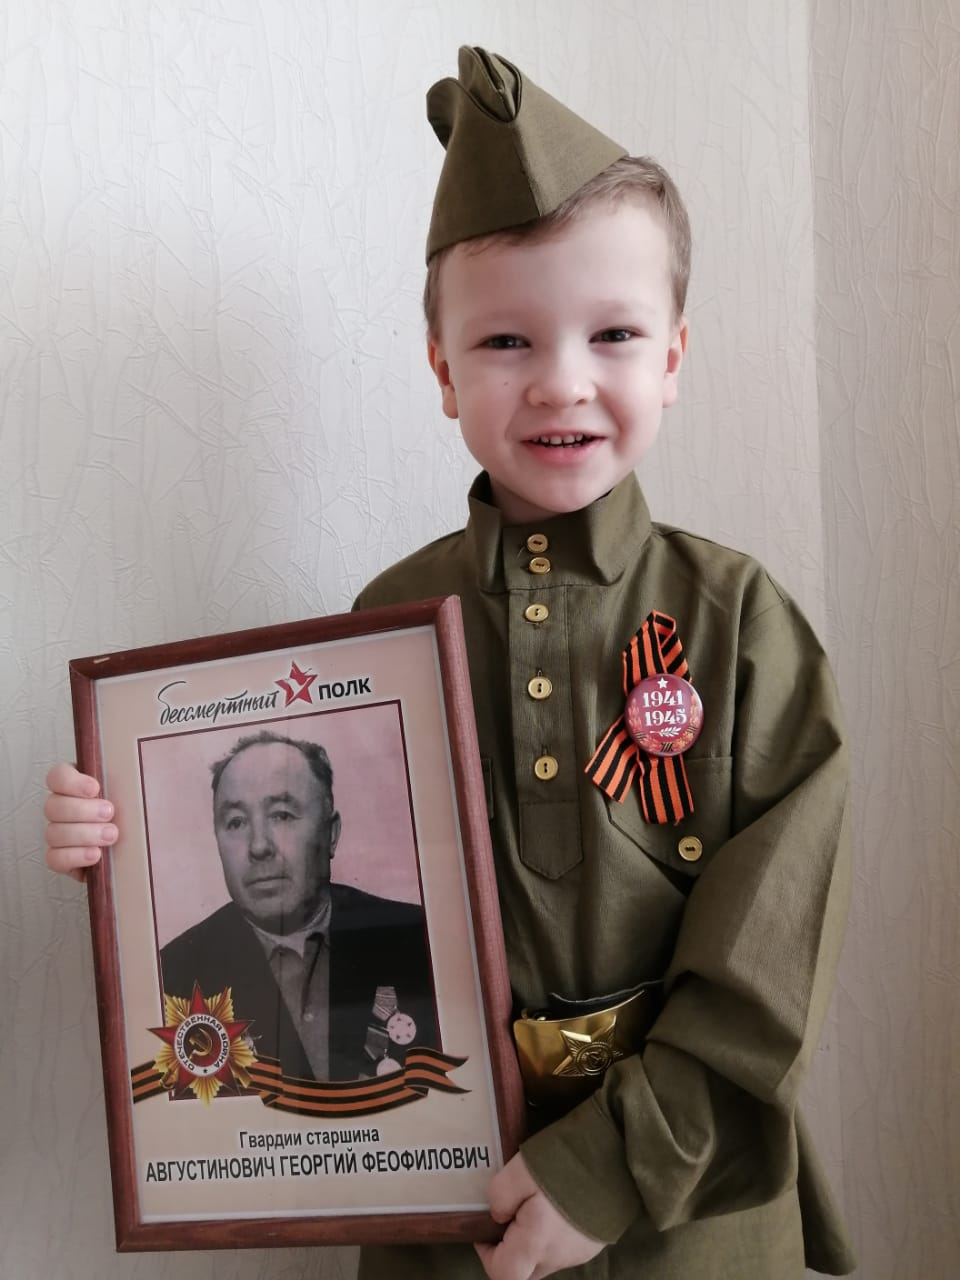 бессмертный ПОЛК
1941
1945
ОТЕЧЕСТВЕННАЯ ВОЙНА
Гвардии старшина
АВГУСТИНОВИЧ ГЕОРГИЙ ФЕОФИЛОВИЧ